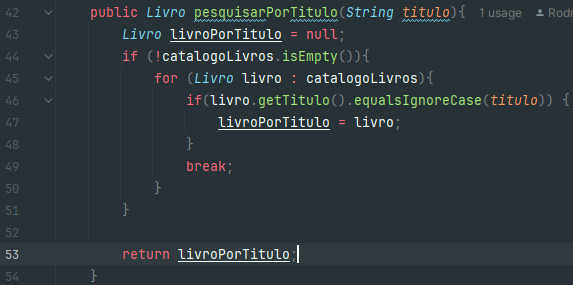 42 public Livro pesquisarPorTitulo(String titulo){ 1 usage Rodr
43 Livro livroPorTitulo = null;
44 if (!catalogoLivros.isEmpty()){
45 for (Livro livro : catalogoLivros){
46 if(livro.getTitulo().equalsIgnoreCase(titulo)) {
47 livroPorTitulo = livro;
48 }
49 break;
50 }
51 }
52
53 return livroPorTitulo;
54 }